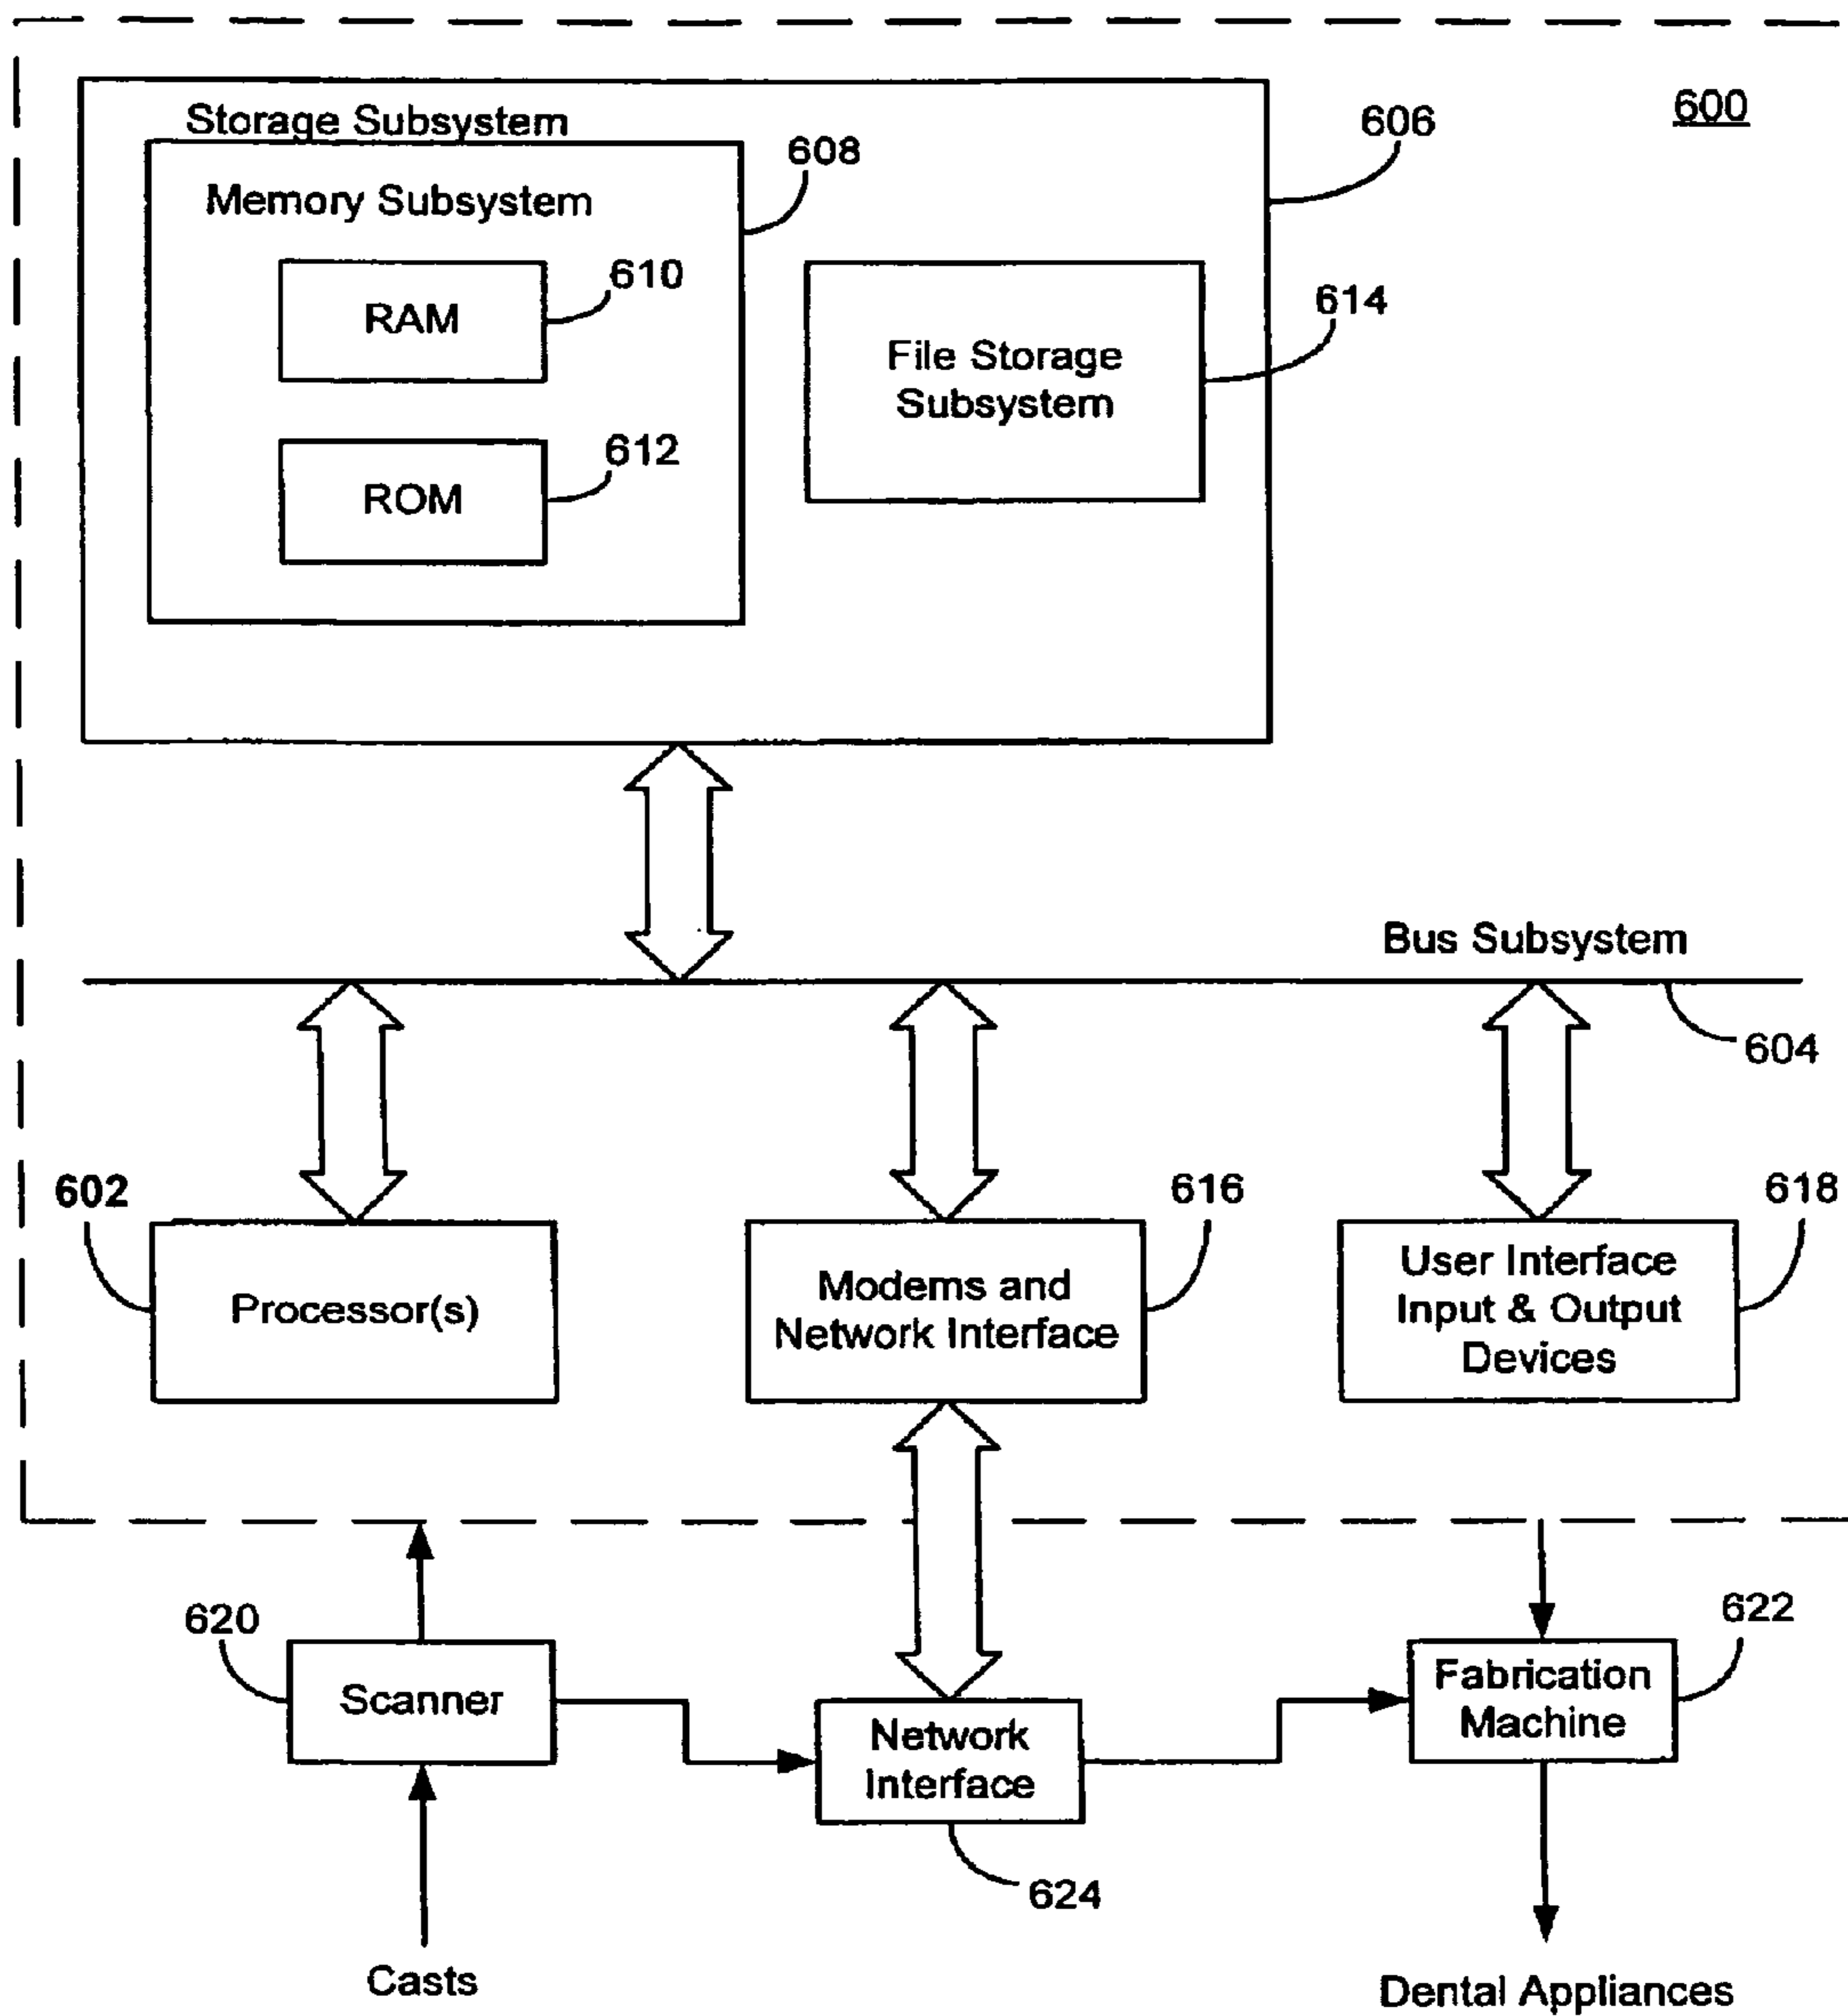 600
Storage Subsystem
606
608
Memory Subsystem
610
RAM
614
File Storage
Subsystem
612
ROM
Bus Subsystem
604
602
616
618
Processor(s)
Modems and
Network Interface
User Interface
Input & Output
Devices
620
622
Scanner
Network
Interface
Fabrication
Machine
624
Casts
Dental Appliances